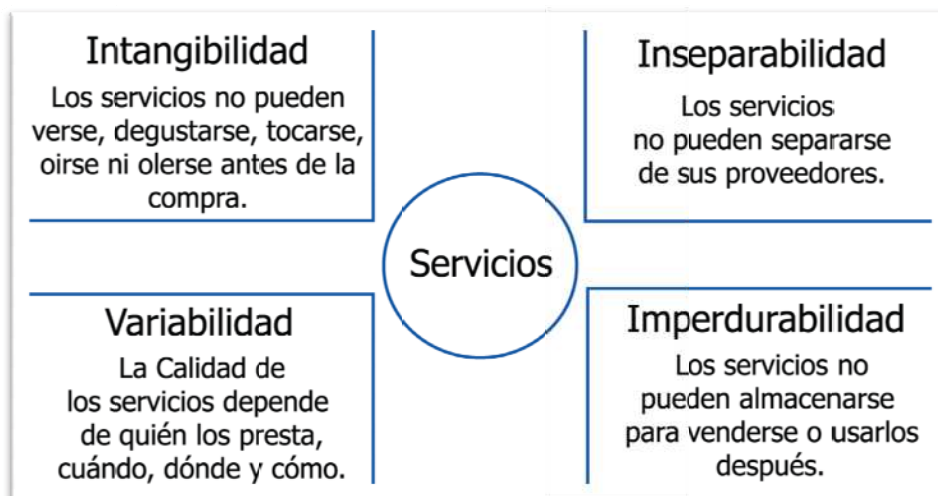 Intangibilidad
Los servicios no pueden
verse, degustarse, tocarse,
oirse ni olerse antes de la
compra.
Inseparabilidad
Los servicios
no pueden separarse
de sus proveedores.
Servicios
Variabilidad
La Calidad de
los servicios depende
de quién los presta,
cuándo, dónde y cómo.
Imperdurabilidad
Los servicios no
pueden almacenarse
para venderse o usarlos
después.